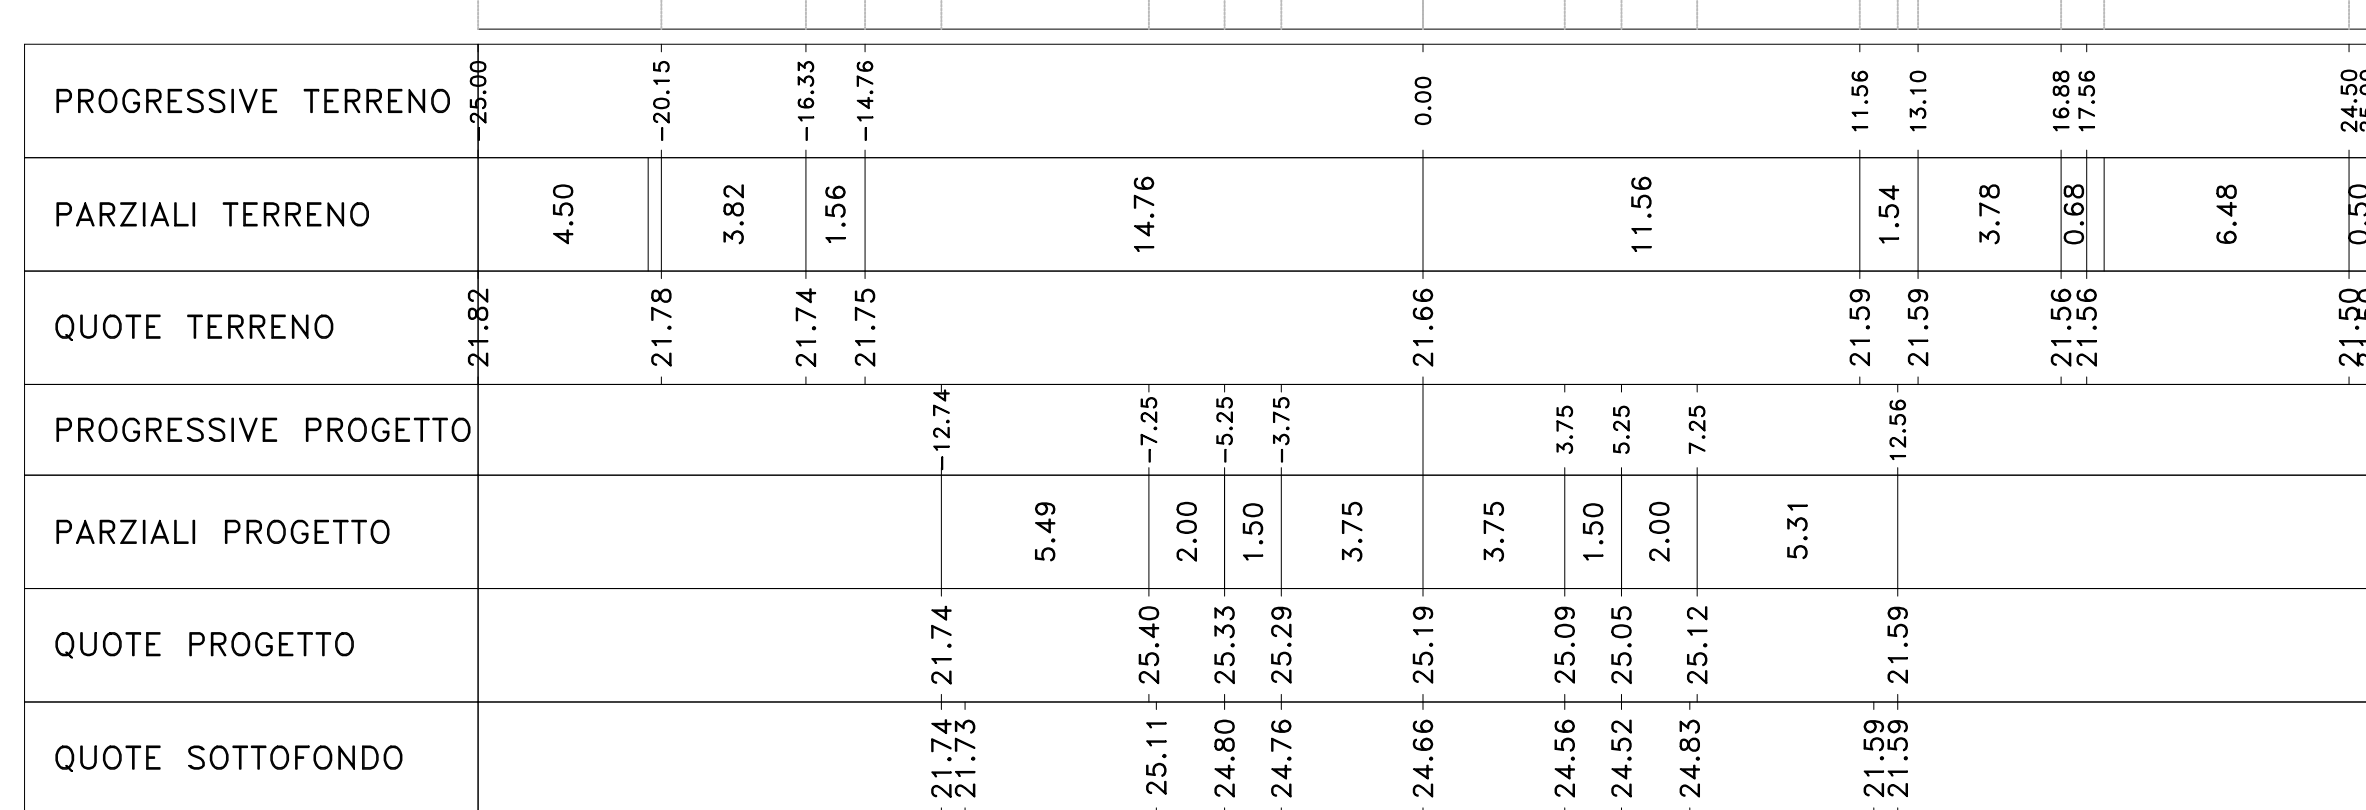 PROGRESSIVE TERRENO -25.00 -20.15 -16.33 -14.76 0.00 11.56 13.10 16.88 17.56 24.50
PARZIALI TERRENO 4.50 3.82 1.56 14.76 11.56 1.54 3.78 0.68 6.48 0.50
QUOTE TERRENO 21.82 21.78 21.74 21.75 21.66 21.59 21.59 21.56 21.56 21.50
PROGRESSIVE PROGETTO -12.74 -7.25 -5.25 -3.75 3.75 5.25 7.25 12.56
PARZIALI PROGETTO 5.49 2.00 1.50 3.75 3.75 1.50 2.00 5.31
QUOTE PROGETTO 21.74 25.40 25.33 25.29 25.19 25.09 25.05 25.12 21.59
QUOTE SOTTOFONDO 21.74 21.73 25.11 24.80 24.76 24.66 24.56 24.52 24.83 21.59 21.59